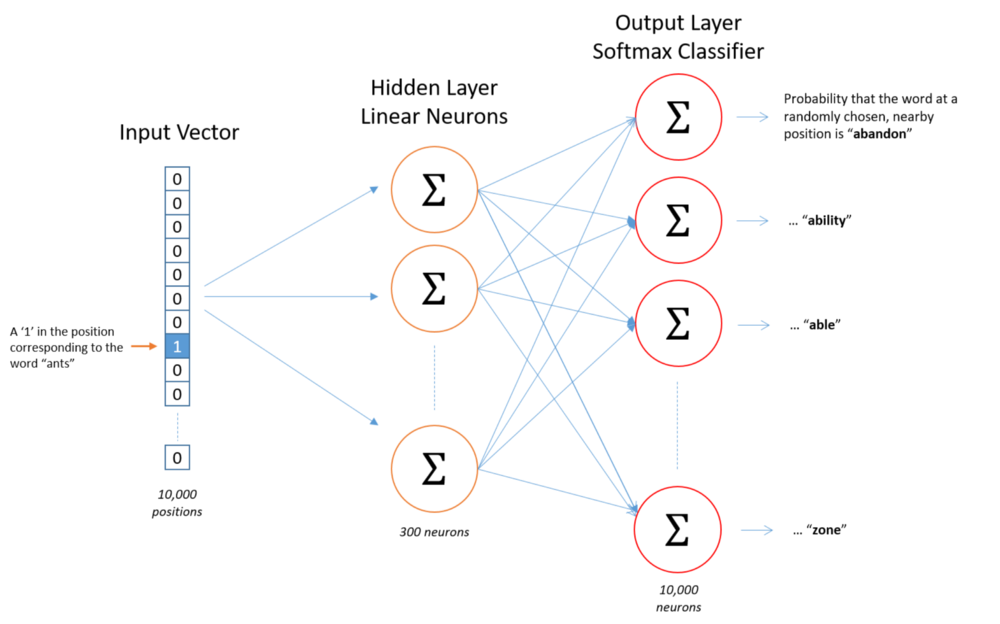 Output Layer
Softmax Classifier
Hidden Layer
Linear Neurons
Input Vector
0
0
0
0
0
0
0
1
0
0
0
A ‘1’ in the position
corresponding to the
word “ants”
10,000
positions
Σ
Σ
Σ
300 neurons
Σ
Σ
Σ
Σ
10,000
neurons
Probability that the word at a
randomly chosen, nearby
position is “abandon”
… “ability”
… “able”
… “zone”